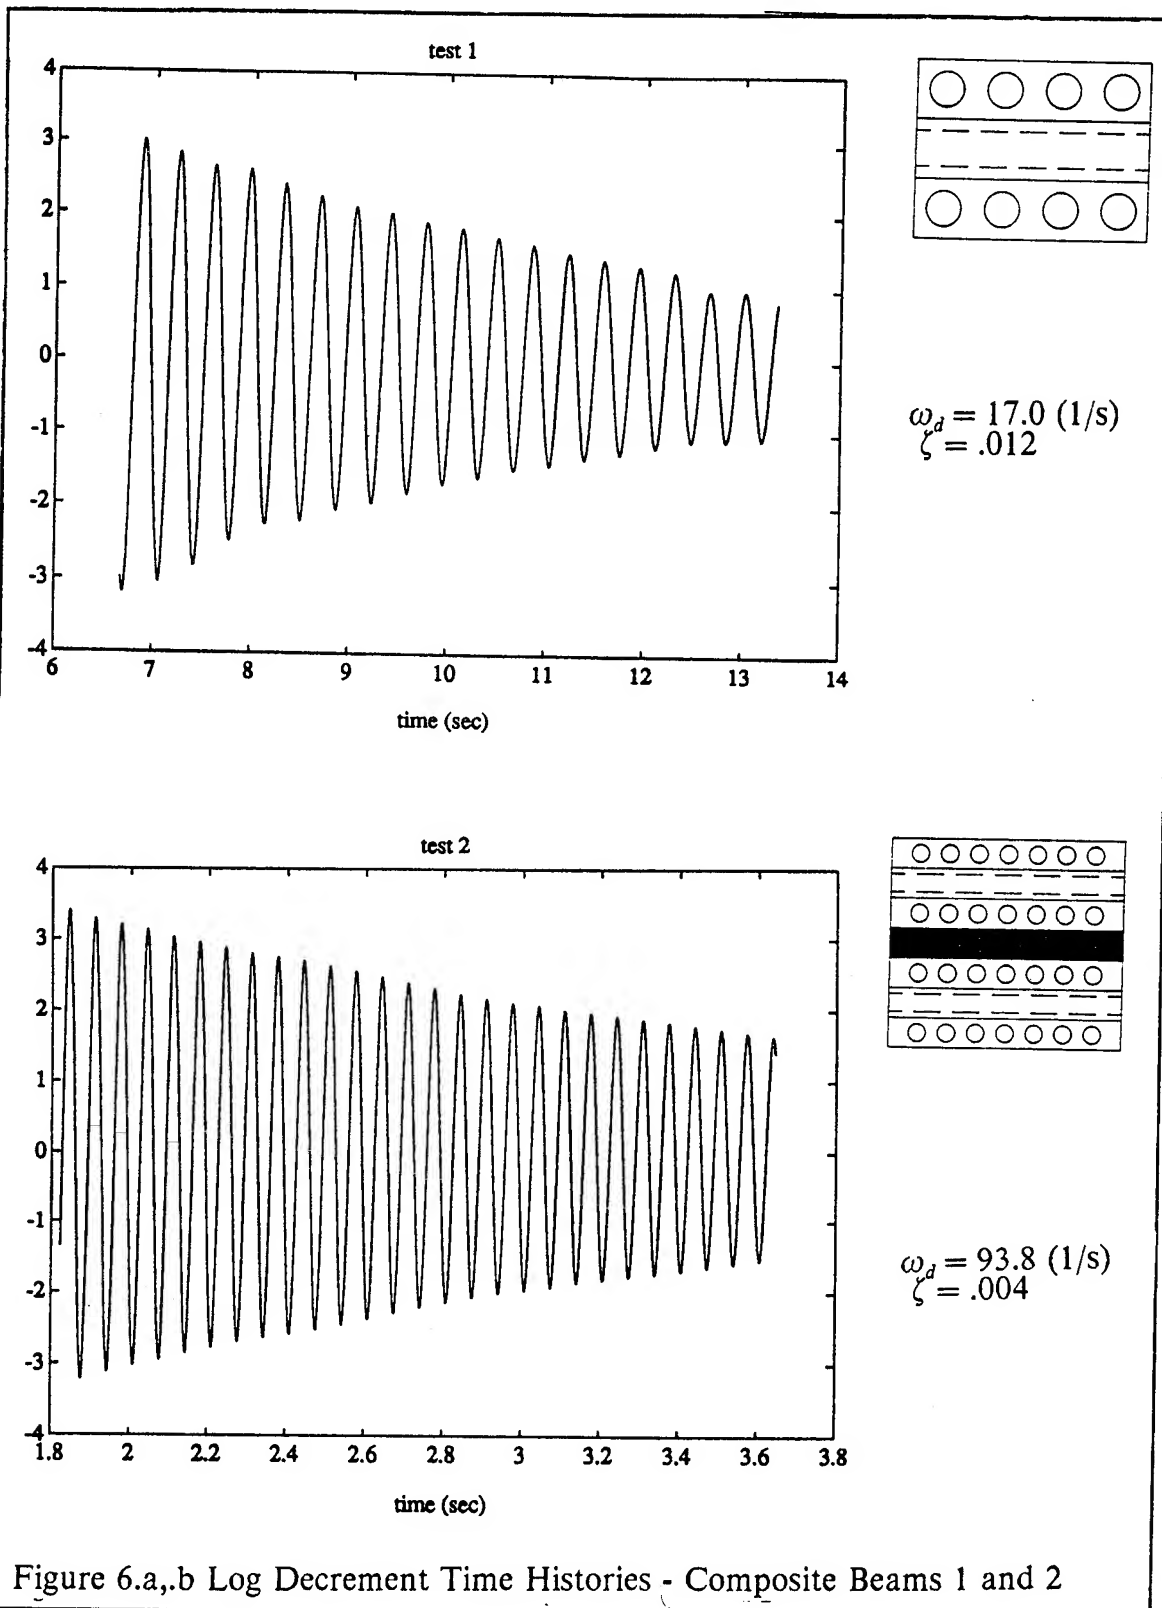 test 1
4
3
2
1
0
-1
-2
-3
-4
6 7 8 9 10 11 12 13 14
time (sec)
ω_d = 17.0 (1/s)
ζ = .012
test 2
4
3
2
1
0
-1
-2
-3
-4
1.8 2 2.2 2.4 2.6 2.8 3 3.2 3.4 3.6 3.8
time (sec)
ω_d = 93.8 (1/s)
ζ = .004
Figure 6.a,.b Log Decrement Time Histories - Composite Beams 1 and 2